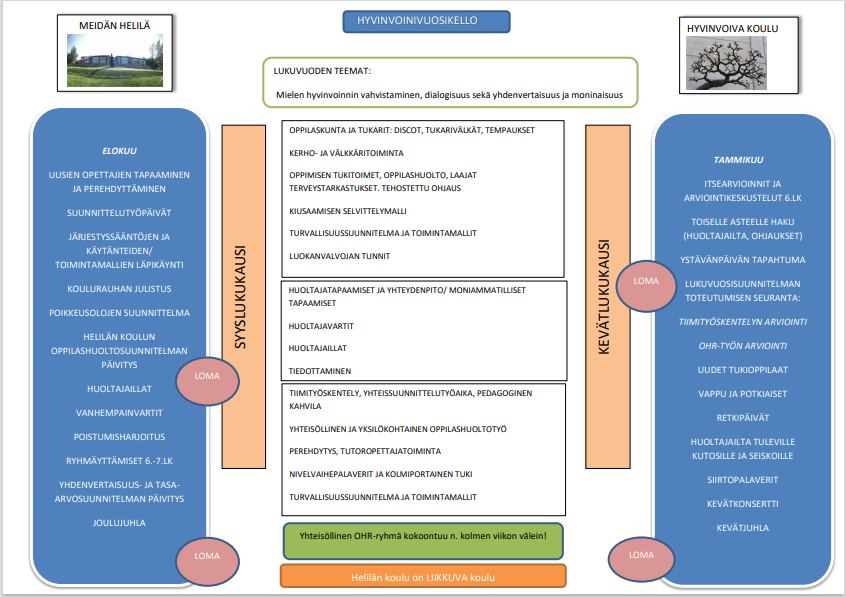 HYVINVOINIVUOSIKELLO
MEIDÄN HELILÄ
HYVINVOIVA KOULU
LUKUVUODEN TEEMAT:
Mielen hyvinvoinnin vahvistaminen, dialogisuus sekä yhdenvertaisuus ja moninaisuus
ELOKUU
UUSIEN OPETTAJIEN TAPAAMINEN
JA PEREHDYTTÄMINEN
SUUNNITTELUTYÖPÄIVÄT
JÄRJESTYSSÄÄNTÖJEN JA
KÄYTÄNTEIDEN/
TOIMINTAMALLIEN LÄPIKÄYNTI
KOULURAUHAN JULISTUS
POIKKEUSOLOJEN SUUNNITTELMA
HELILÄN KOULUN
OPPILASHUOLTOSUUNNITELMAN
PÄIVITYS
HUOLTAJAILLAT
VANHEMPAINVARTIT
POISTUMISHARJOITUS
RYHMÄYTTÄMISET 6.-7.LK
YHDENVERTAISUUS- JA TASA-
ARVOSUUNNITELMAN PÄIVITYS
JOULUJUHLA
LOMA
LOMA
SYYSLUKUKAUSI
OPPILASKUNTA JA TUKARIT: DISCOT, TUKARIVÄLKÄT, TEMPAUKSET
KERHO- JA VÄLKKÄRITOIMINTA
OPPIMISEN TUKITOIMET, OPPILASHUOLTO, LAAJAT
TERVEYSTARKASTUKSET. TEHOSTETTU OHJAUS
KIUSAAMISEN SELVITTELYMALLI
TURVALLISUUSSUUNNITELMA JA TOIMINTAMALLIT
LUOKANVALVOJAN TUNNIT
HUOLTAJATAPAAMISET JA YHTEYDENPITO/ MONIAMMATILLISET
TAPAAMISET
HUOLTAJAVARTIT
HUOLTAJAILLAT
TIEDOTTAMINEN
TIIMITYÖSKENTELY, YHTEISSUUNNITTELUTYÖAIKA, PEDAGOGINEN
KAHVILA
YHTEISÖLLINEN JA YKSILÖKOHTAINEN OPPILASHUOLTOTYÖ
PEREHDYTYS, TUTOROPETTAJATOIMINTA
NIVELVAIHEPALAVERIT JA KOLMIPORTAINEN TUKI
TURVALLISUUSSUUNNITELMA JA TOIMINTAMALLIT
Yhteisöllinen OHR-ryhmä kokoontuu n. kolmen viikon välein!
Helilän koulu on LIIKKUVA koulu
KEVÄTLUKUKAUSI
LOMA
LOMA
TAMMIKUU
ITSEARVIOINNIT JA
ARVIOINTIKESKUSTELUT 6.LK
TOISELLE ASTEELLE HAKU
(HUOLTAJAILTA, OHJAUKSET)
YSTÄVÄNPÄIVÄN TAPAHTUMA
LUKUVUOSISUUNNITELMAN
TOTEUTUMISEN SEURANTA:
TIIMITYÖSKENTELYN ARVIOINTI
OHR-TYÖN ARVIOINTI
UUDET TUKIOPPILAAT
VAPPU JA POTKIAISET
RETKIPÄIVÄT
HUOLTAJAILTA TULEVILLE
KUTOSILLE JA SEISKOILLE
SIIRTOPALAVERIT
KEVÄTKONSERTTI
KEVÄTJUHLA